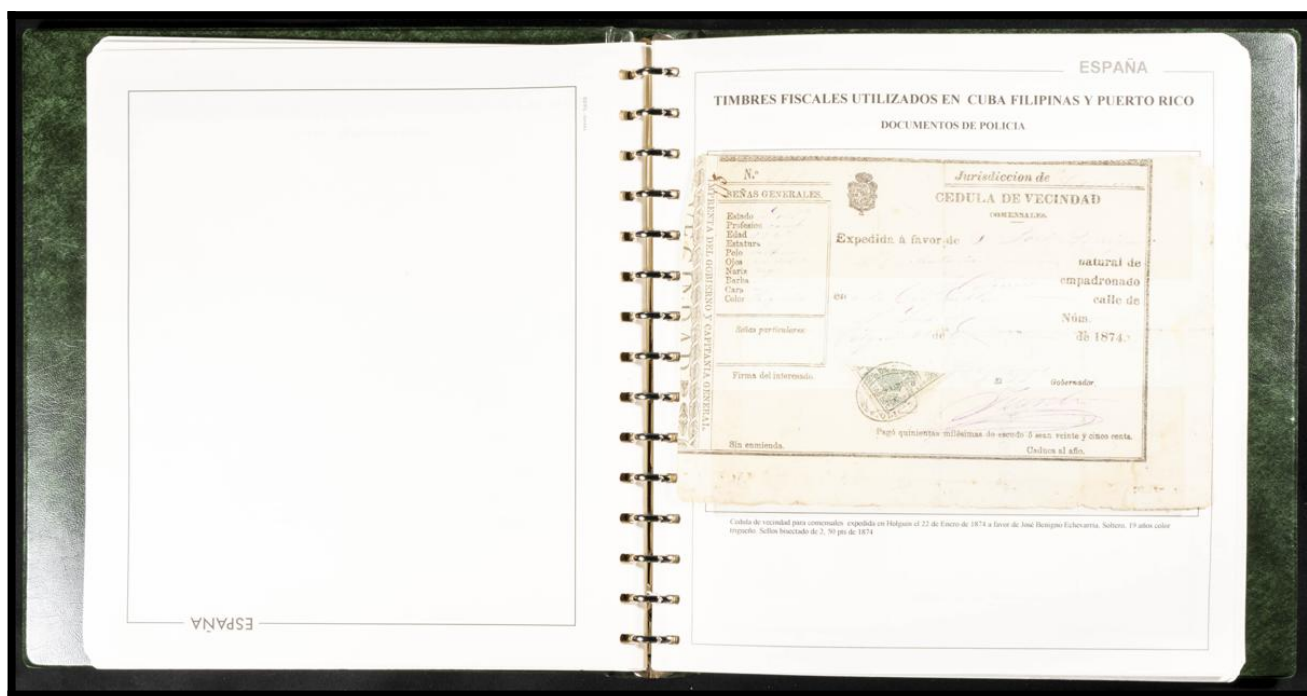 ESPAÑA
ESPAÑA
TIMBRES FISCALES UTILIZADOS EN CUBA FILIPINAS Y PUERTO RICO
DOCUMENTOS DE POLICIA
N.º
Jurisdiccion de
SEÑAS GENERALES.
CEDULA DE VECINDAD
COMENSALES.
Estado
Profesion
Edad
Estatura
Pelo
Ojos
Nariz
Barba
Cara
Color
Expedida á favor de
natural de
empadronado
en
calle de
Núm.
de
de 1874.
Señas particulares
Firma del interesado.
El Gobernador
Pagó quinientas milésimas de escudo ó sean veinte y cinco centa.
Sin enmienda.
Caduca al año.
IMPRENTA DEL GOBIERNO Y CAPITANIA GENERAL.
Cedula de vecindad para comensales expedida en Holguin el 22 de Enero de 1874 a favor de José Benigno Echevarria. Soltero, 19 años color
trigueño. Sellos bisectado de 2, 50 pts de 1874